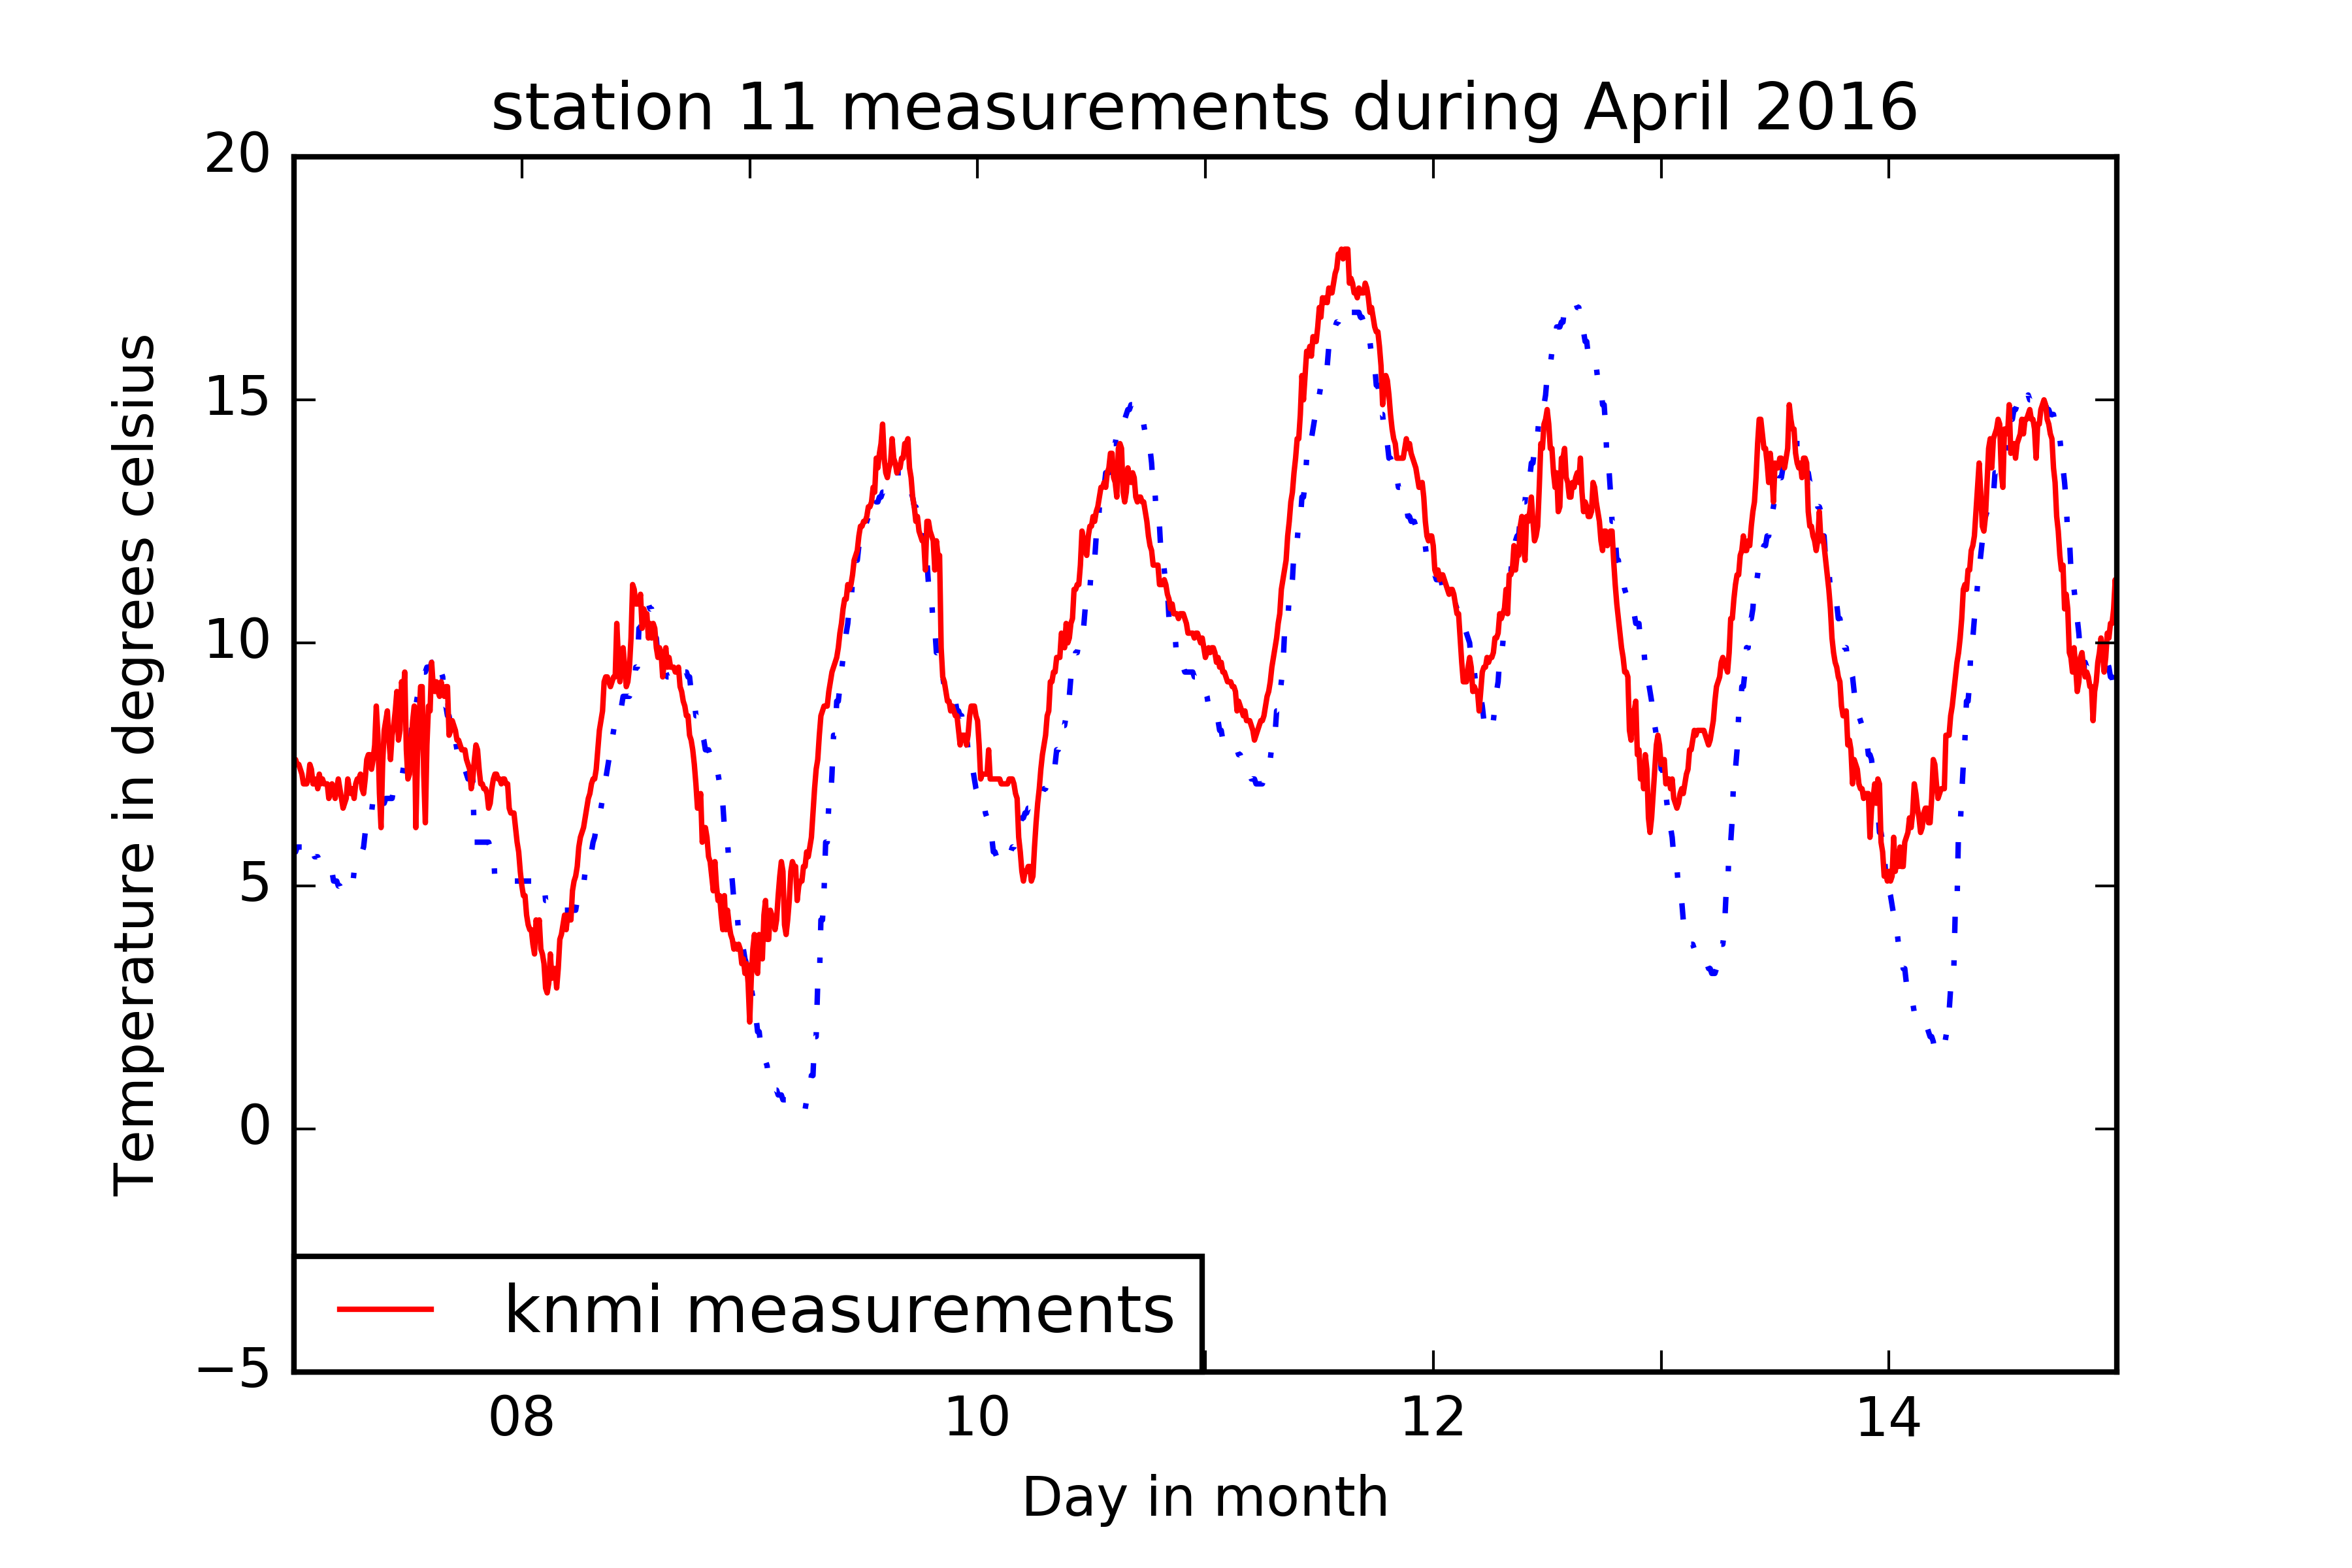 station 11 measurements during April 2016
20
15
10
5
0
−5
Temperature in degrees celsius
knmi measurements
08 10 12 14
Day in month